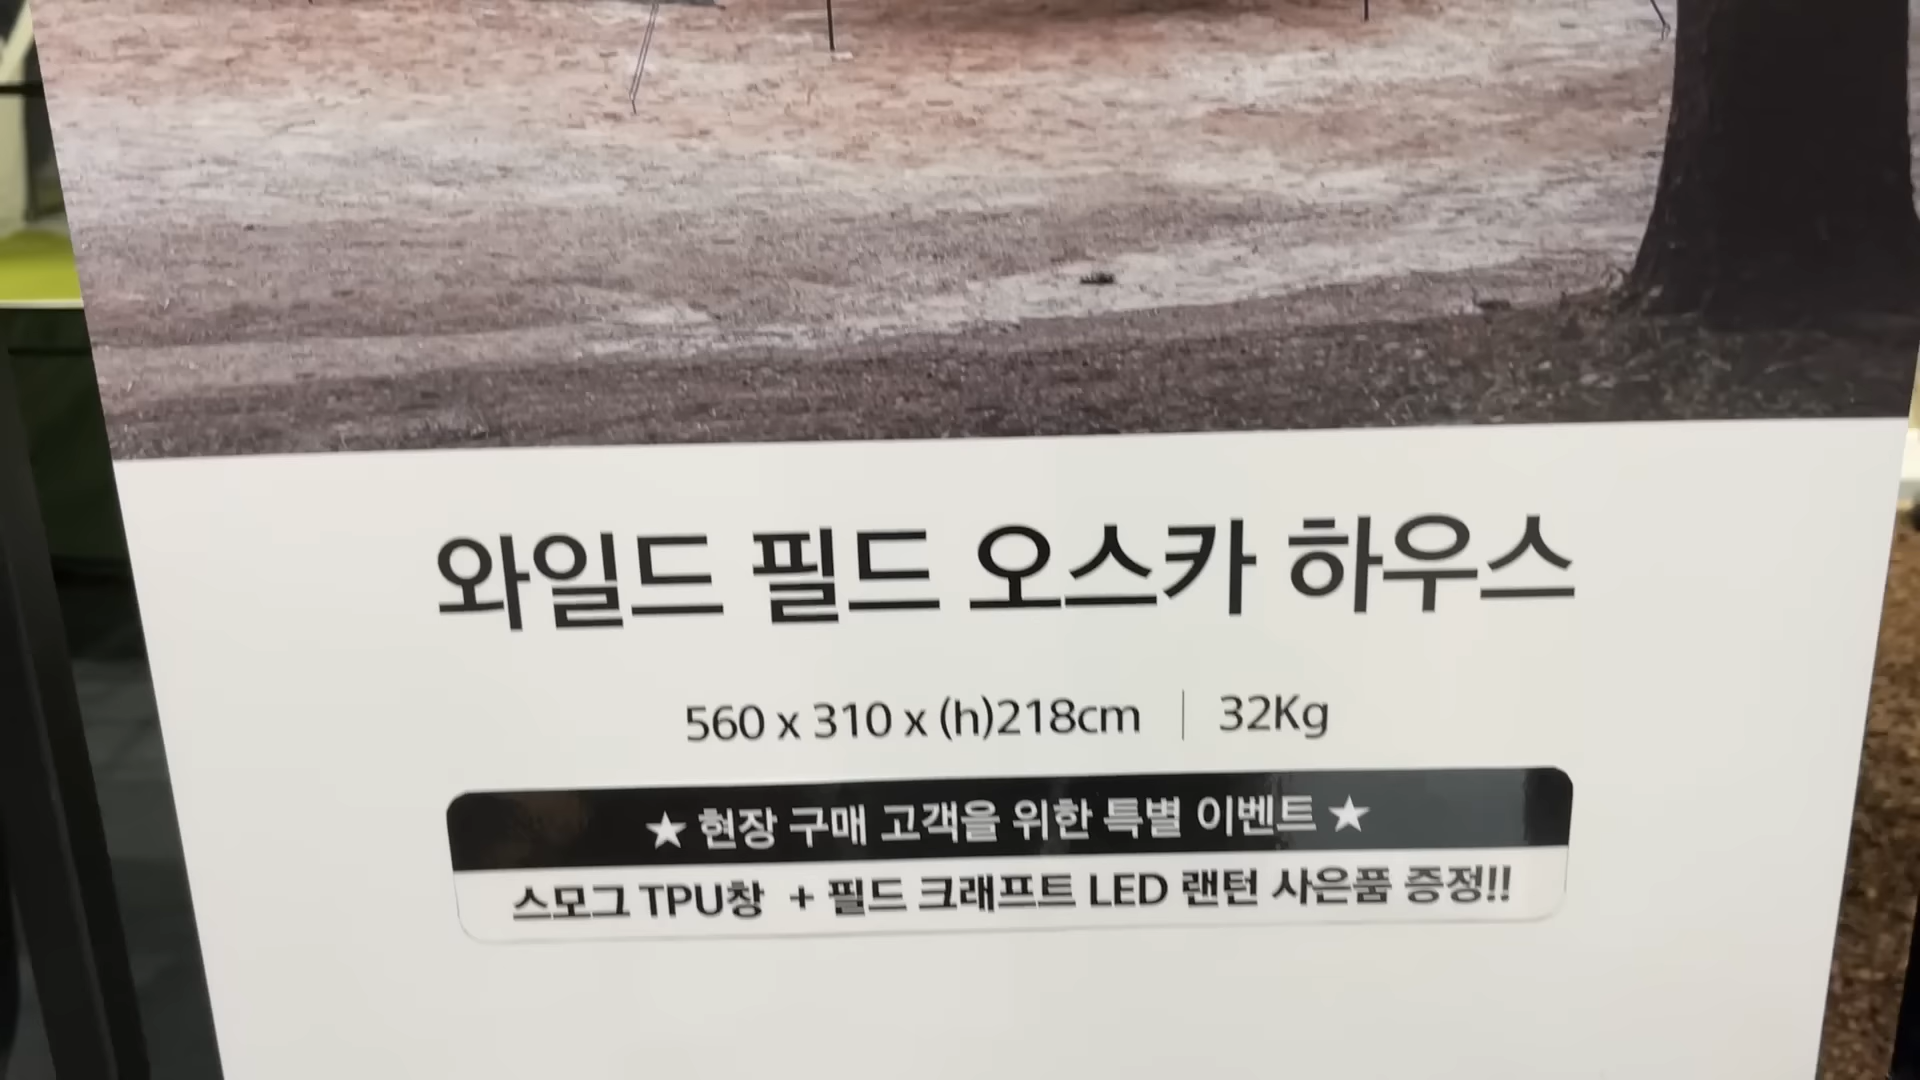 와일드 필드 오스카 하우스
560 x 310 x (h)218cm | 32Kg
★ 현장 구매 고객을 위한 특별 이벤트 ★
스모그 TPU창 + 필드 크래프트 LED 랜턴 사은품 증정!!